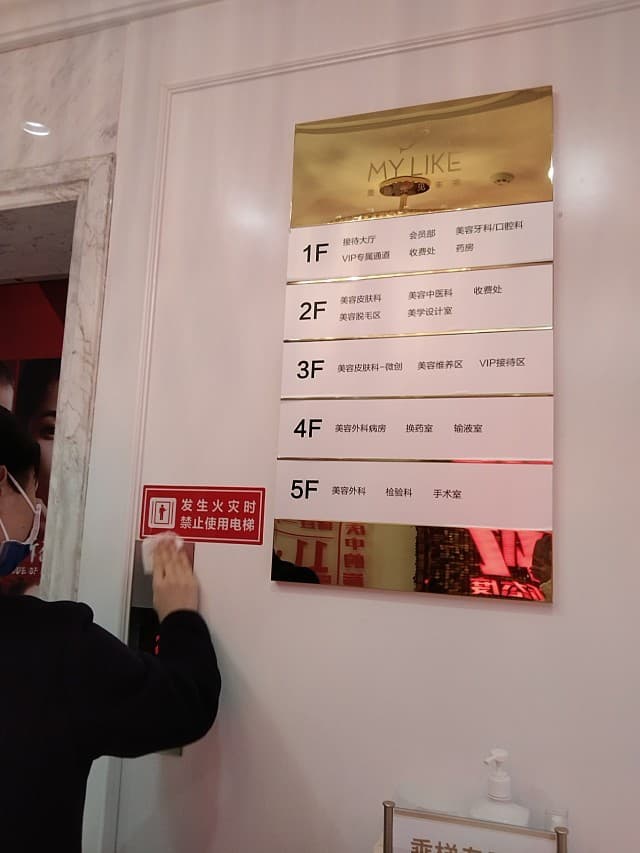 MY LIKE
1F
接待大厅 会员部 美容牙科/口腔科
VIP专属通道 收费处 药房
2F
美容皮肤科 美容中医科 收费处
美容脱毛区 美学设计室
3F
美容皮肤科-微创 美容维养区 VIP接待区
4F
美容外科病房 换药室 输液室
5F
美容外科 检验科 手术室
发生火灾时
禁止使用电梯
态度
乘梯